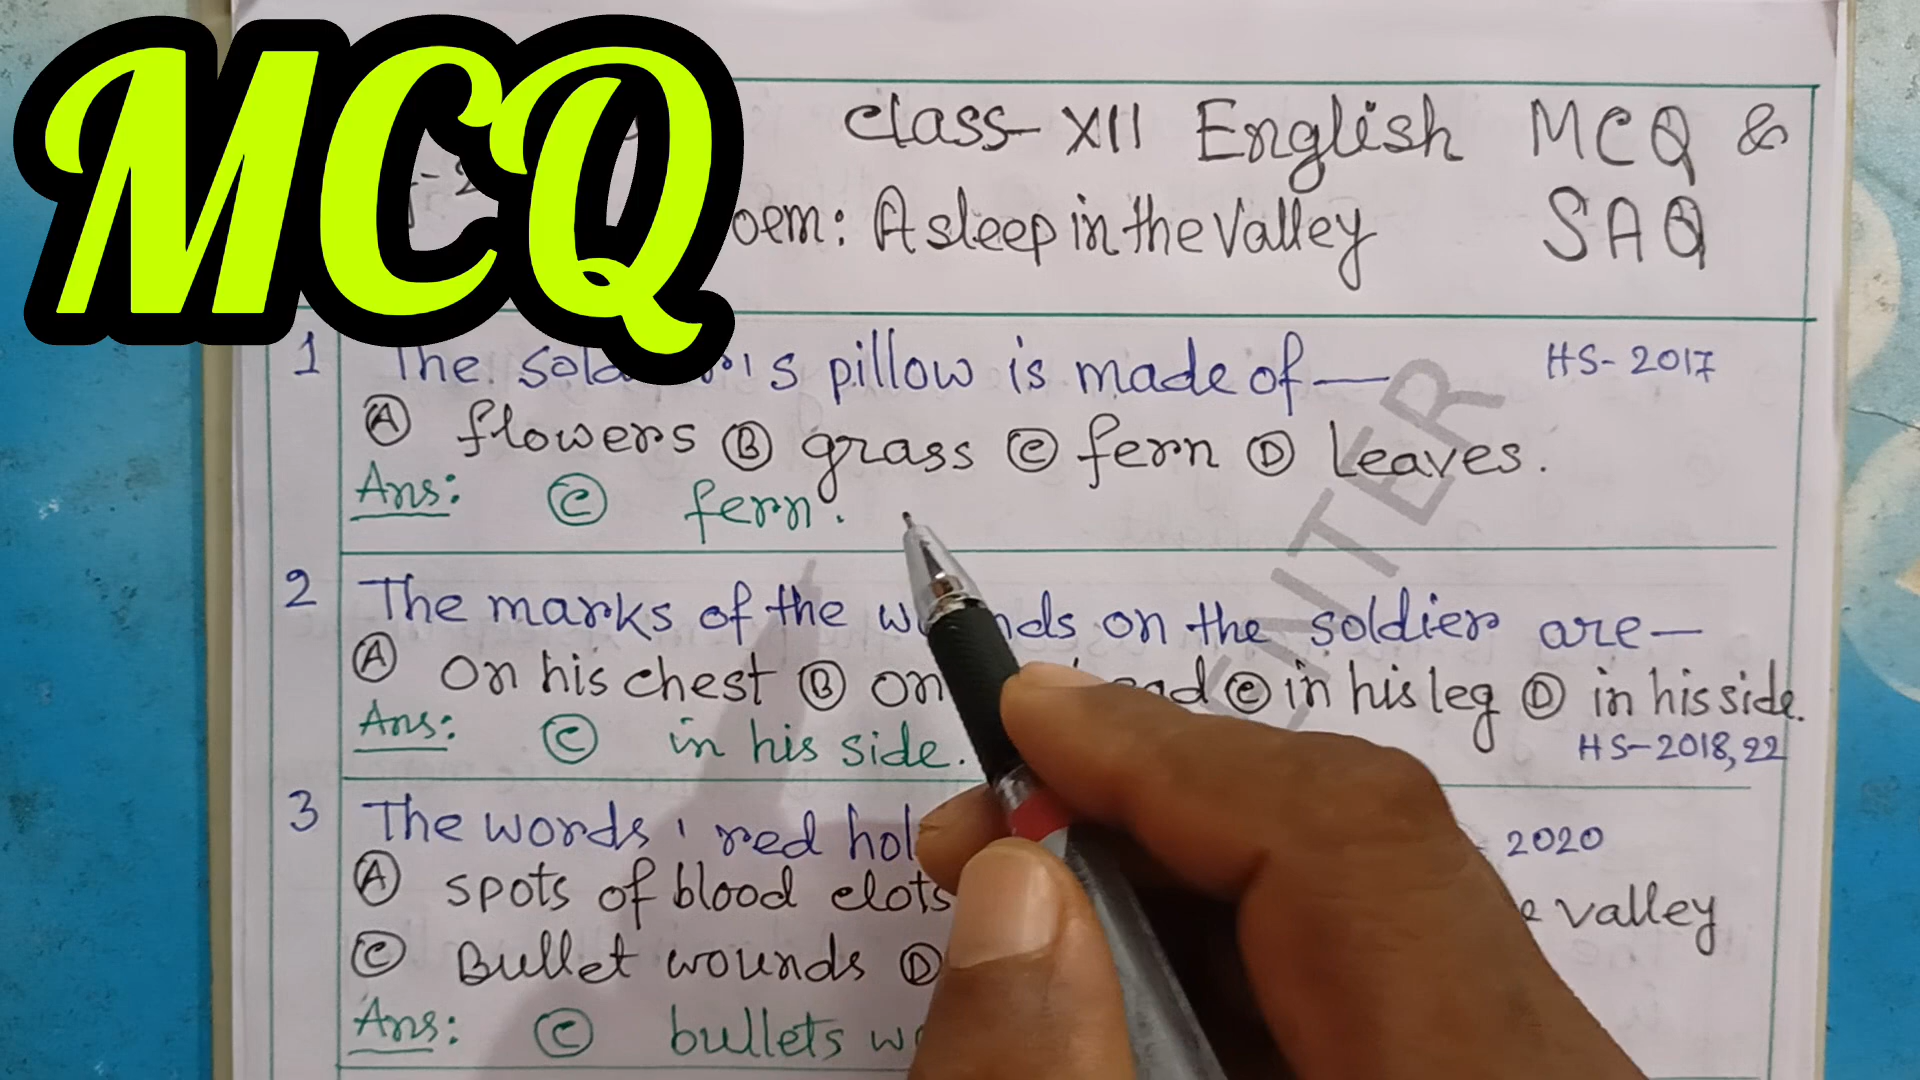 MCQ
Class-XII English MCQ &
oem: Asleep in the Valley SAQ
1 The soldier's pillow is made of— HS-2017
Ⓐ flowers Ⓑ grass Ⓒ fern Ⓓ Leaves.
Ans: Ⓒ fern.
2 The marks of the wounds on the soldier are—
Ⓐ on his chest Ⓑ on Ⓒ in his leg Ⓓ in his side.
Ans: Ⓒ in his side. HS-2018,22
3 The words ' red hol 2020
Ⓐ spots of blood clots valley
Ⓒ Bullet wounds Ⓓ
Ans: Ⓒ bullets
ENTER